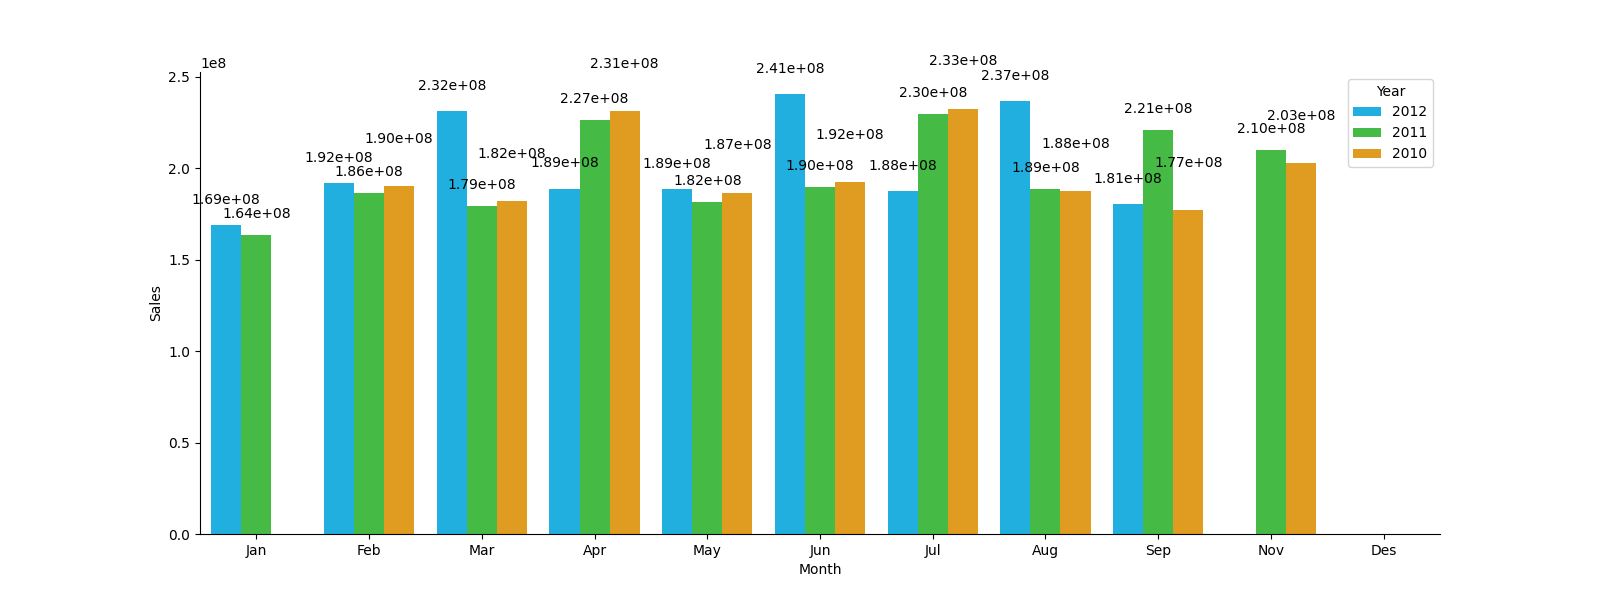 1e8
2.5
2.0
1.5
1.0
0.5
0.0
Sales
1.69e+08
1.64e+08
1.92e+08
1.86e+08
1.90e+08
2.32e+08
1.79e+08
1.82e+08
1.89e+08
2.27e+08
2.31e+08
1.89e+08
1.82e+08
1.87e+08
2.41e+08
1.90e+08
1.92e+08
1.88e+08
2.30e+08
2.33e+08
2.37e+08
1.89e+08
1.88e+08
1.81e+08
2.21e+08
1.77e+08
2.10e+08
2.03e+08
Year
2012
2011
2010
Jan Feb Mar Apr May Jun Jul Aug Sep Nov Des
Month